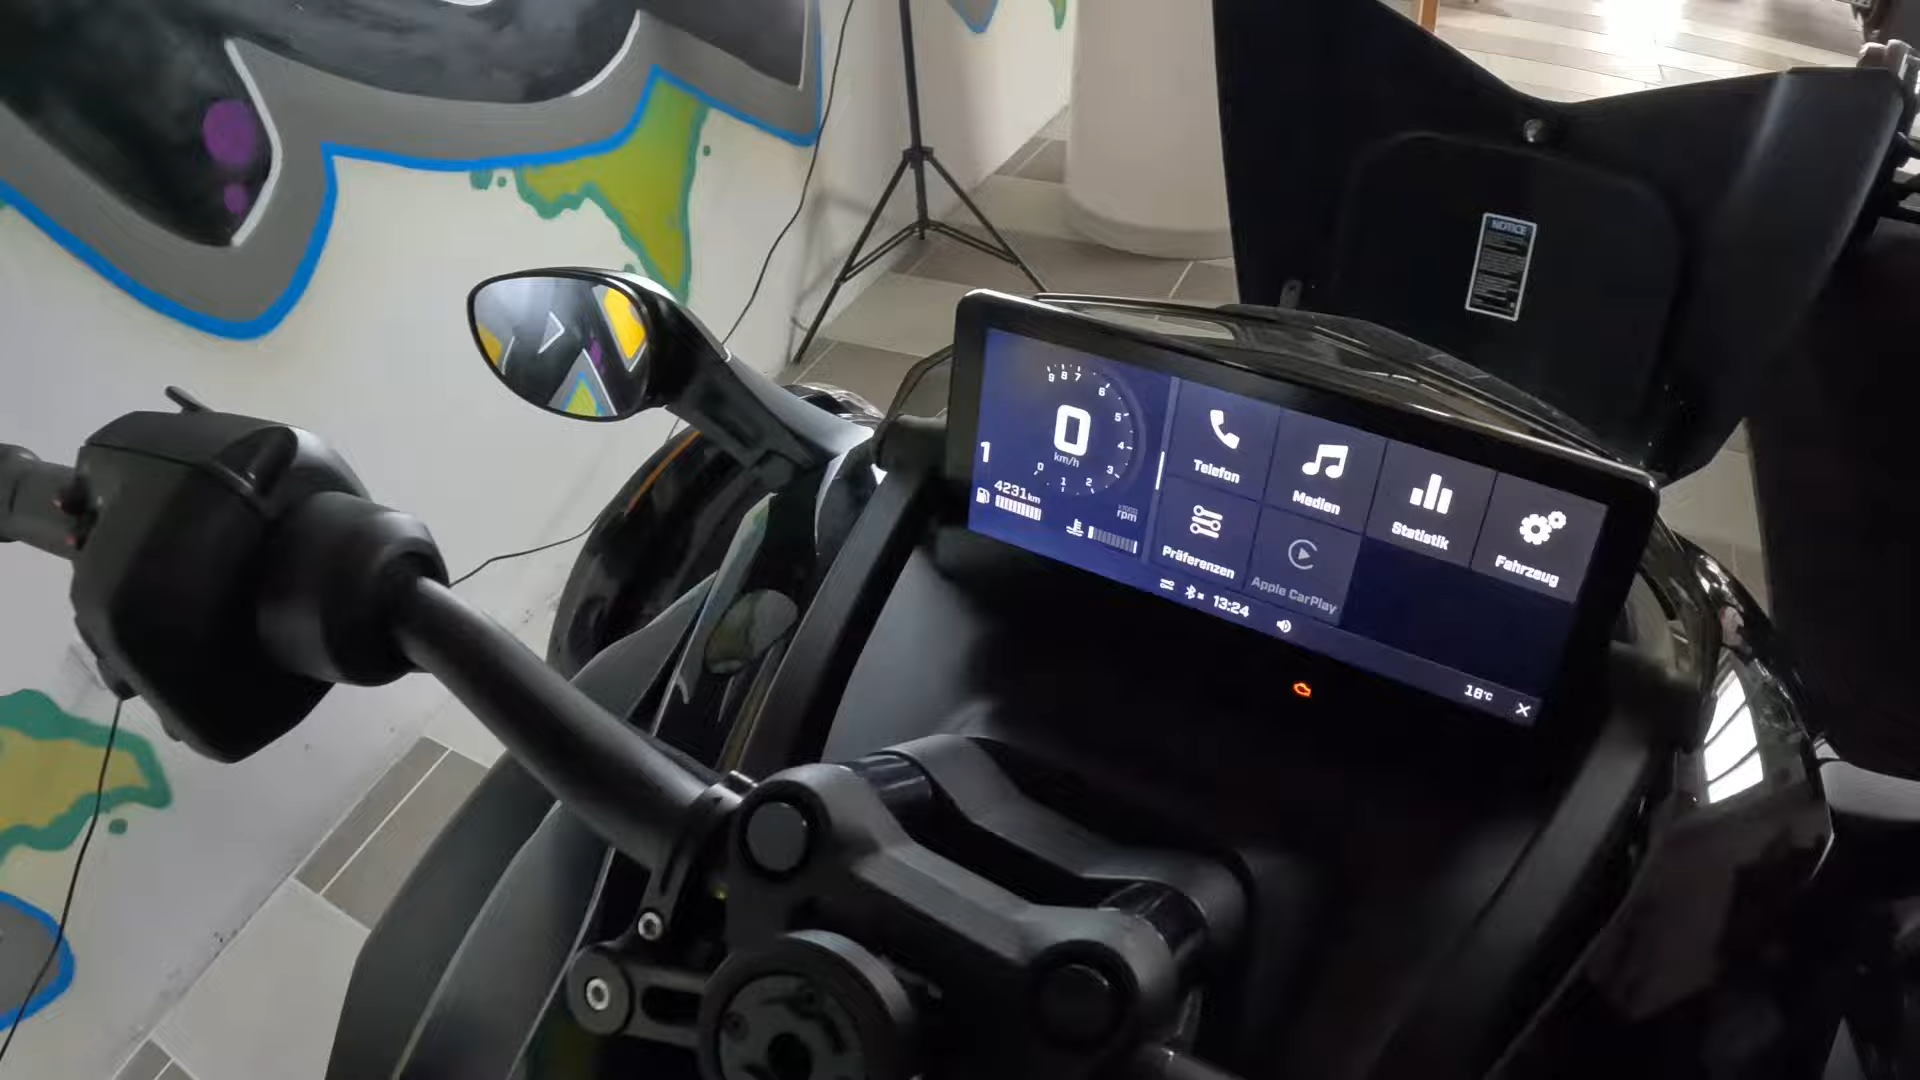 9 8 7
6
5
4
3
2
1
0
0
km/h
1
4231km
x1000
rpm
Telefon
Medien
Statistik
Fahrzeug
Präferenzen
Apple CarPlay
13:24
18°C
NOTICE